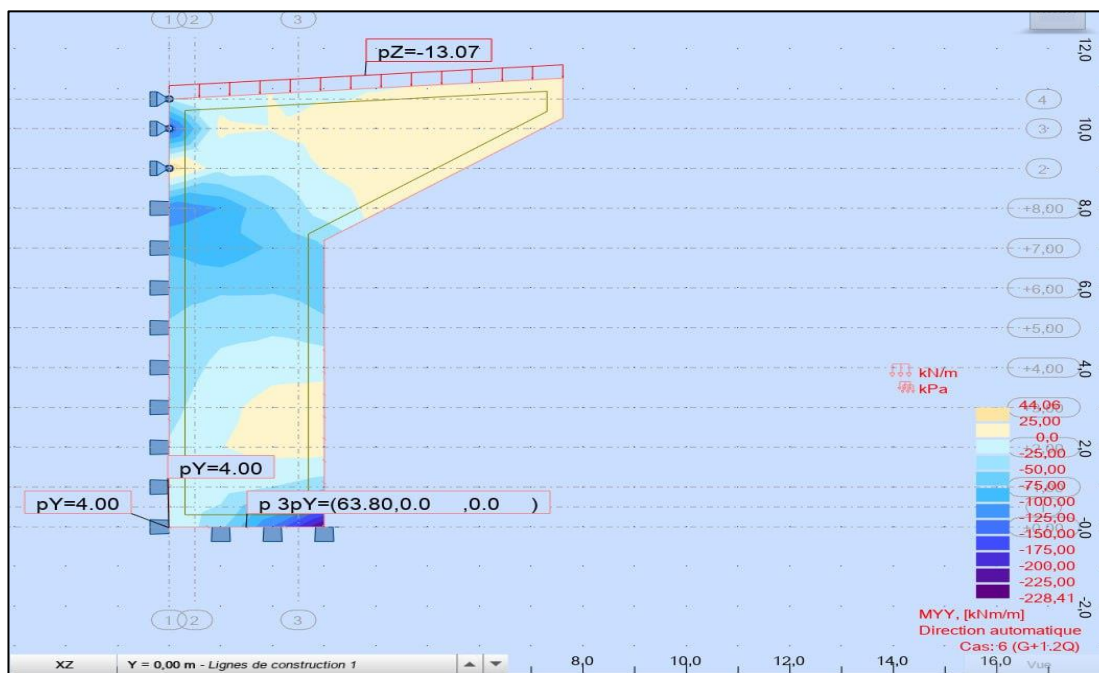 1 2 3
pZ=-13.07
12,0
4
10,0
3
2
8,0
+8,00
+7,00
6,0
+6,00
+5,00
4,0
+4,00
kN/m
kPa
44,06
25,00
0,0
-25,00
-50,00
-75,00
-100,00
-125,00
-150,00
-175,00
-200,00
-225,00
-228,41
2,0
-0,0
-2,0
pY=4.00
pY=4.00
p 3pY=(63.80,0.0 ,0.0 )
1 2 3
MYY, [kNm/m]
Direction automatique
Cas: 6 (G+1.2Q)
Vue
XZ
Y = 0,00 m - Lignes de construction 1
8,0 10,0 12,0 14,0 16,0